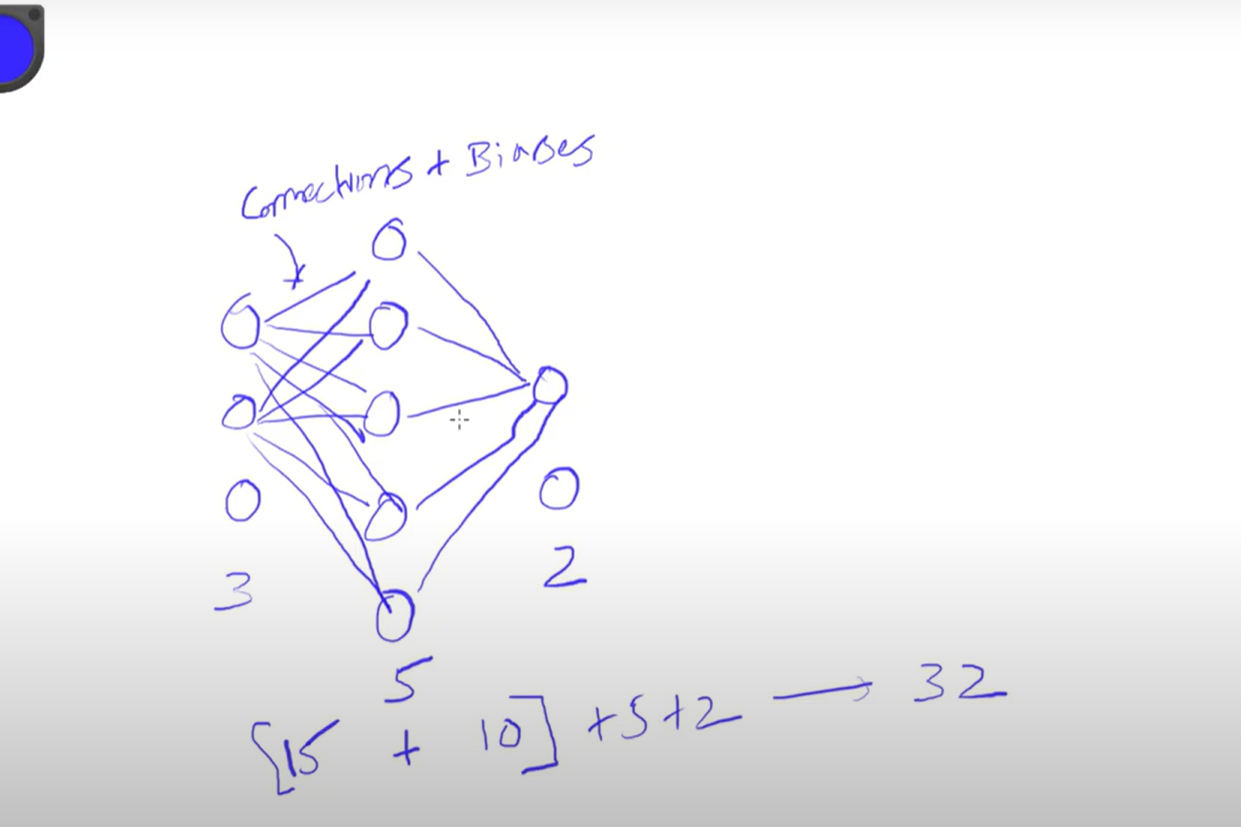 Connections + Biases
3
2
5
[15 + 10] + 5 + 2 → 32